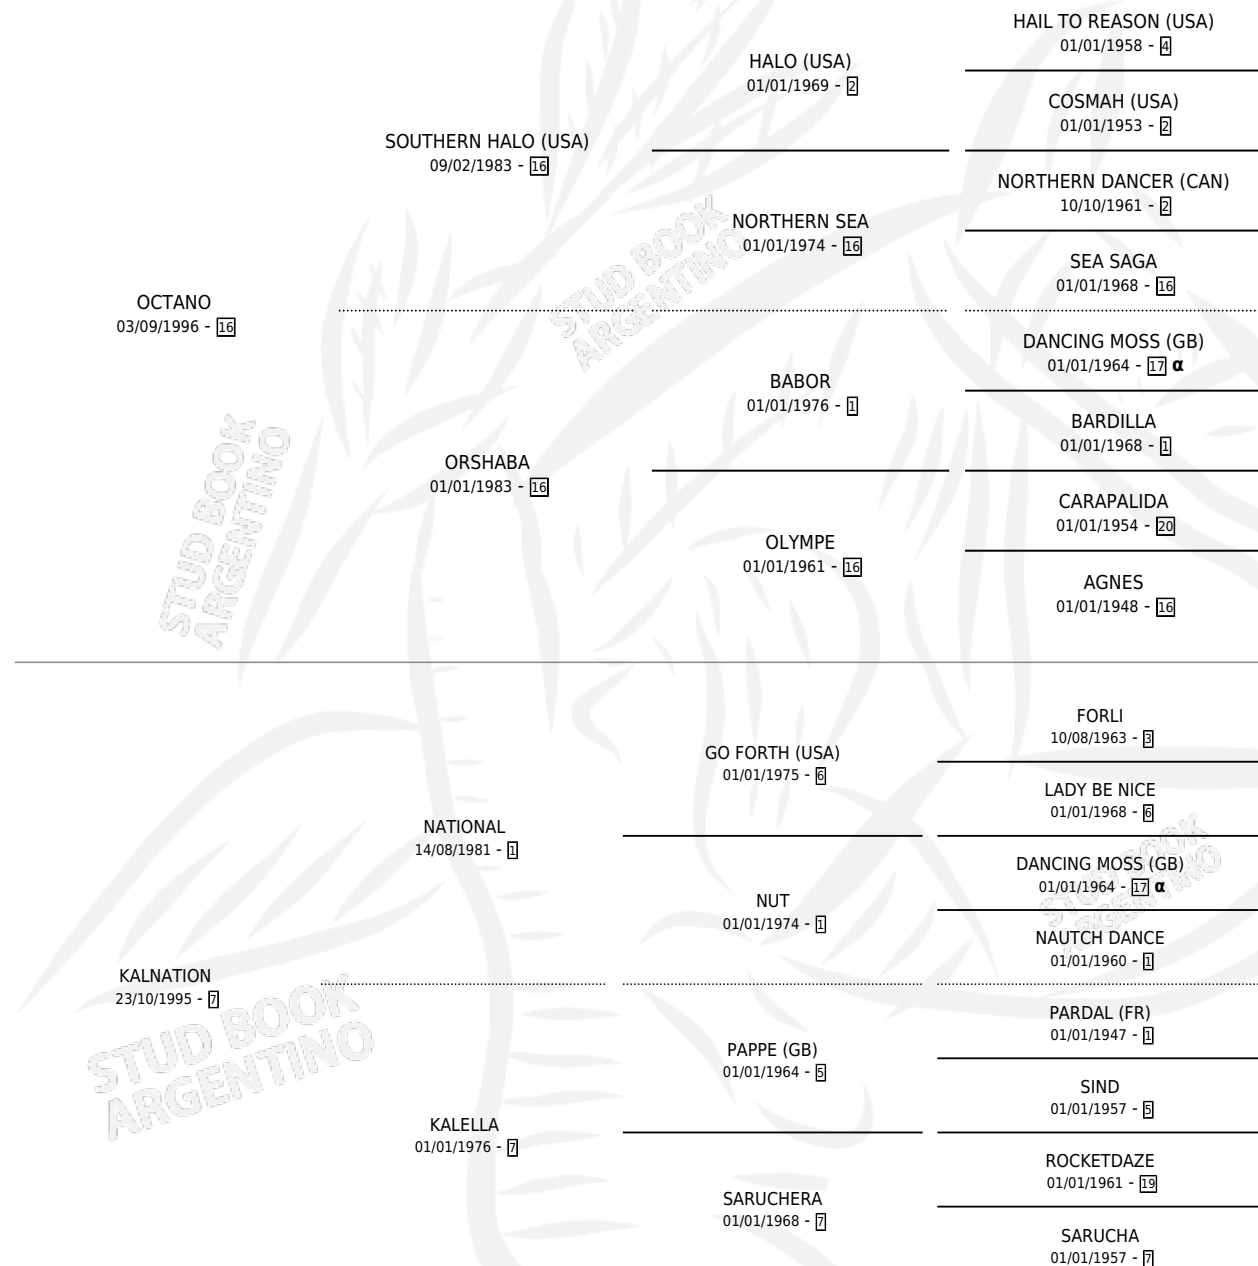 HAIL TO REASON (USA)
01/01/1958 - 4
HALO (USA)
01/01/1969 - 2
COSMAH (USA)
01/01/1953 - 2
SOUTHERN HALO (USA)
09/02/1983 - 16
NORTHERN DANCER (CAN)
10/10/1961 - 2
NORTHERN SEA
01/01/1974 - 16
SEA SAGA
01/01/1968 - 16
OCTANO
03/09/1996 - 16
DANCING MOSS (GB)
01/01/1964 - 17 α
BABOR
01/01/1976 - 1
BARDILLA
01/01/1968 - 1
ORSHABA
01/01/1983 - 16
CARAPALIDA
01/01/1954 - 20
OLYMPE
01/01/1961 - 16
AGNES
01/01/1948 - 16
FORLI
10/08/1963 - 3
GO FORTH (USA)
01/01/1975 - 6
LADY BE NICE
01/01/1968 - 6
NATIONAL
14/08/1981 - 1
DANCING MOSS (GB)
01/01/1964 - 17 α
NUT
01/01/1974 - 1
NAUTCH DANCE
01/01/1960 - 1
KALNATION
23/10/1995 - 7
PARDAL (FR)
01/01/1947 - 1
PAPPE (GB)
01/01/1964 - 5
SIND
01/01/1957 - 5
KALELLA
01/01/1976 - 7
ROCKETDAZE
01/01/1961 - 19
SARUCHERA
01/01/1968 - 7
SARUCHA
01/01/1957 - 7
STUD BOOK
ARGENTINO
STUD BOOK
ARGENTINO
STUD BOOK
ARGENTINO
STUD BOOK
ARGENTINO